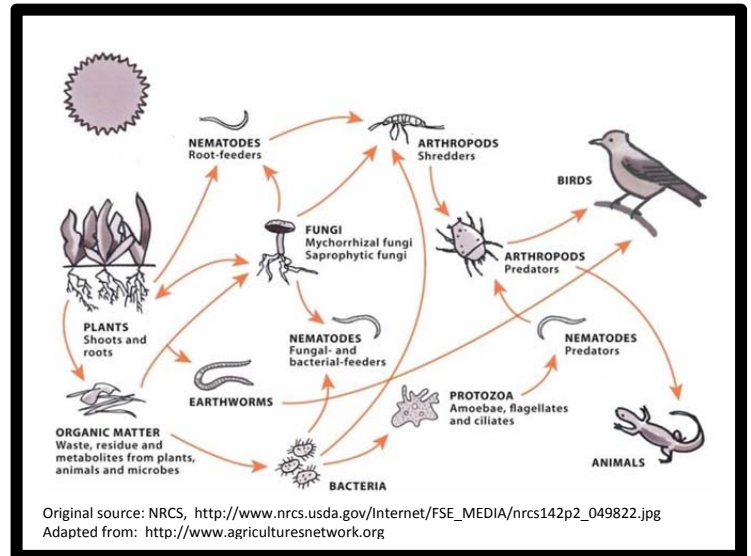 NEMATODES
Root-feeders
ARTHROPODS
Shredders
BIRDS
FUNGI
Mychorrhizal fungi
Saprophytic fungi
ARTHROPODS
Predators
PLANTS
Shoots and
roots
NEMATODES
Fungal- and
bacterial-feeders
NEMATODES
Predators
EARTHWORMS
PROTOZOA
Amoebae, flagellates
and ciliates
ORGANIC MATTER
Waste, residue and
metabolites from plants,
animals and microbes
BACTERIA
ANIMALS
Original source: NRCS, http://www.nrcs.usda.gov/Internet/FSE_MEDIA/nrcs142p2_049822.jpg
Adapted from: http://www.agriculturesnetwork.org